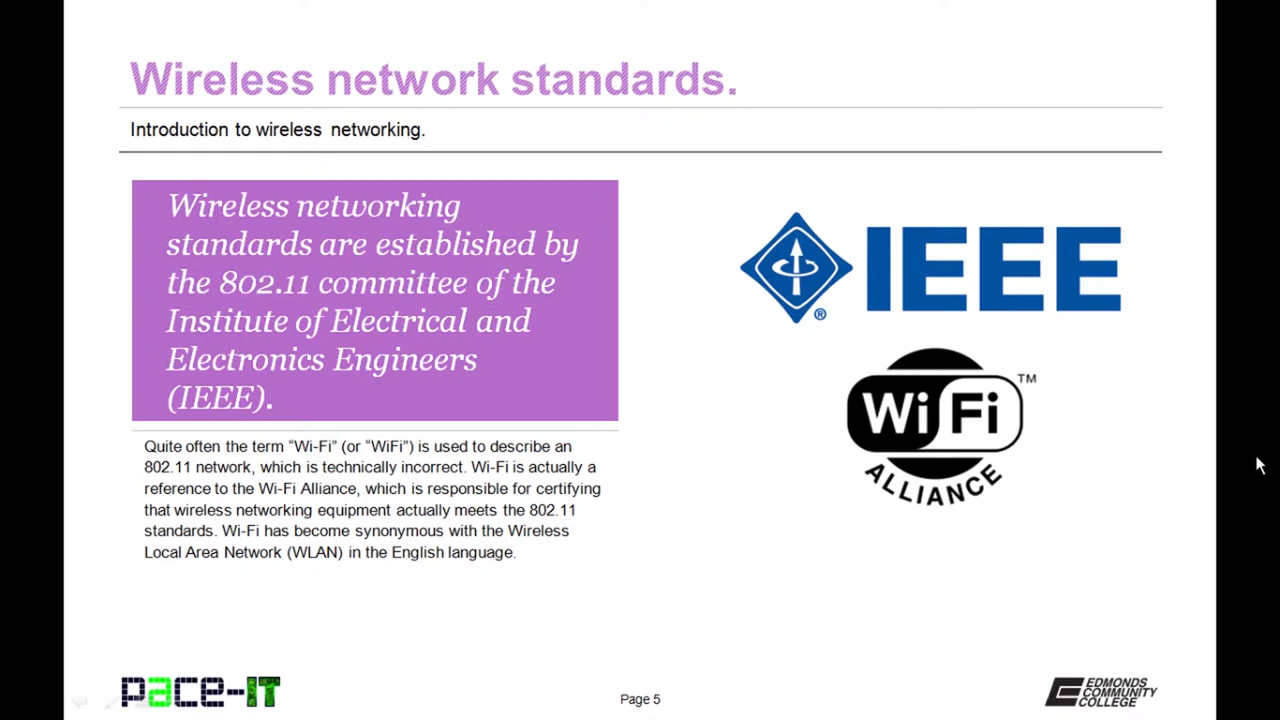 Wireless network standards.
Introduction to wireless networking.
Wireless networking
standards are established by
the 802.11 committee of the
Institute of Electrical and
Electronics Engineers
(IEEE).
Quite often the term “Wi-Fi” (or “WiFi”) is used to describe an
802.11 network, which is technically incorrect. Wi-Fi is actually a
reference to the Wi-Fi Alliance, which is responsible for certifying
that wireless networking equipment actually meets the 802.11
standards. Wi-Fi has become synonymous with the Wireless
Local Area Network (WLAN) in the English language.
IEEE
®
WiFi
TM
ALLIANCE
pace-IT
Page 5
EDMONDS
COMMUNITY
COLLEGE